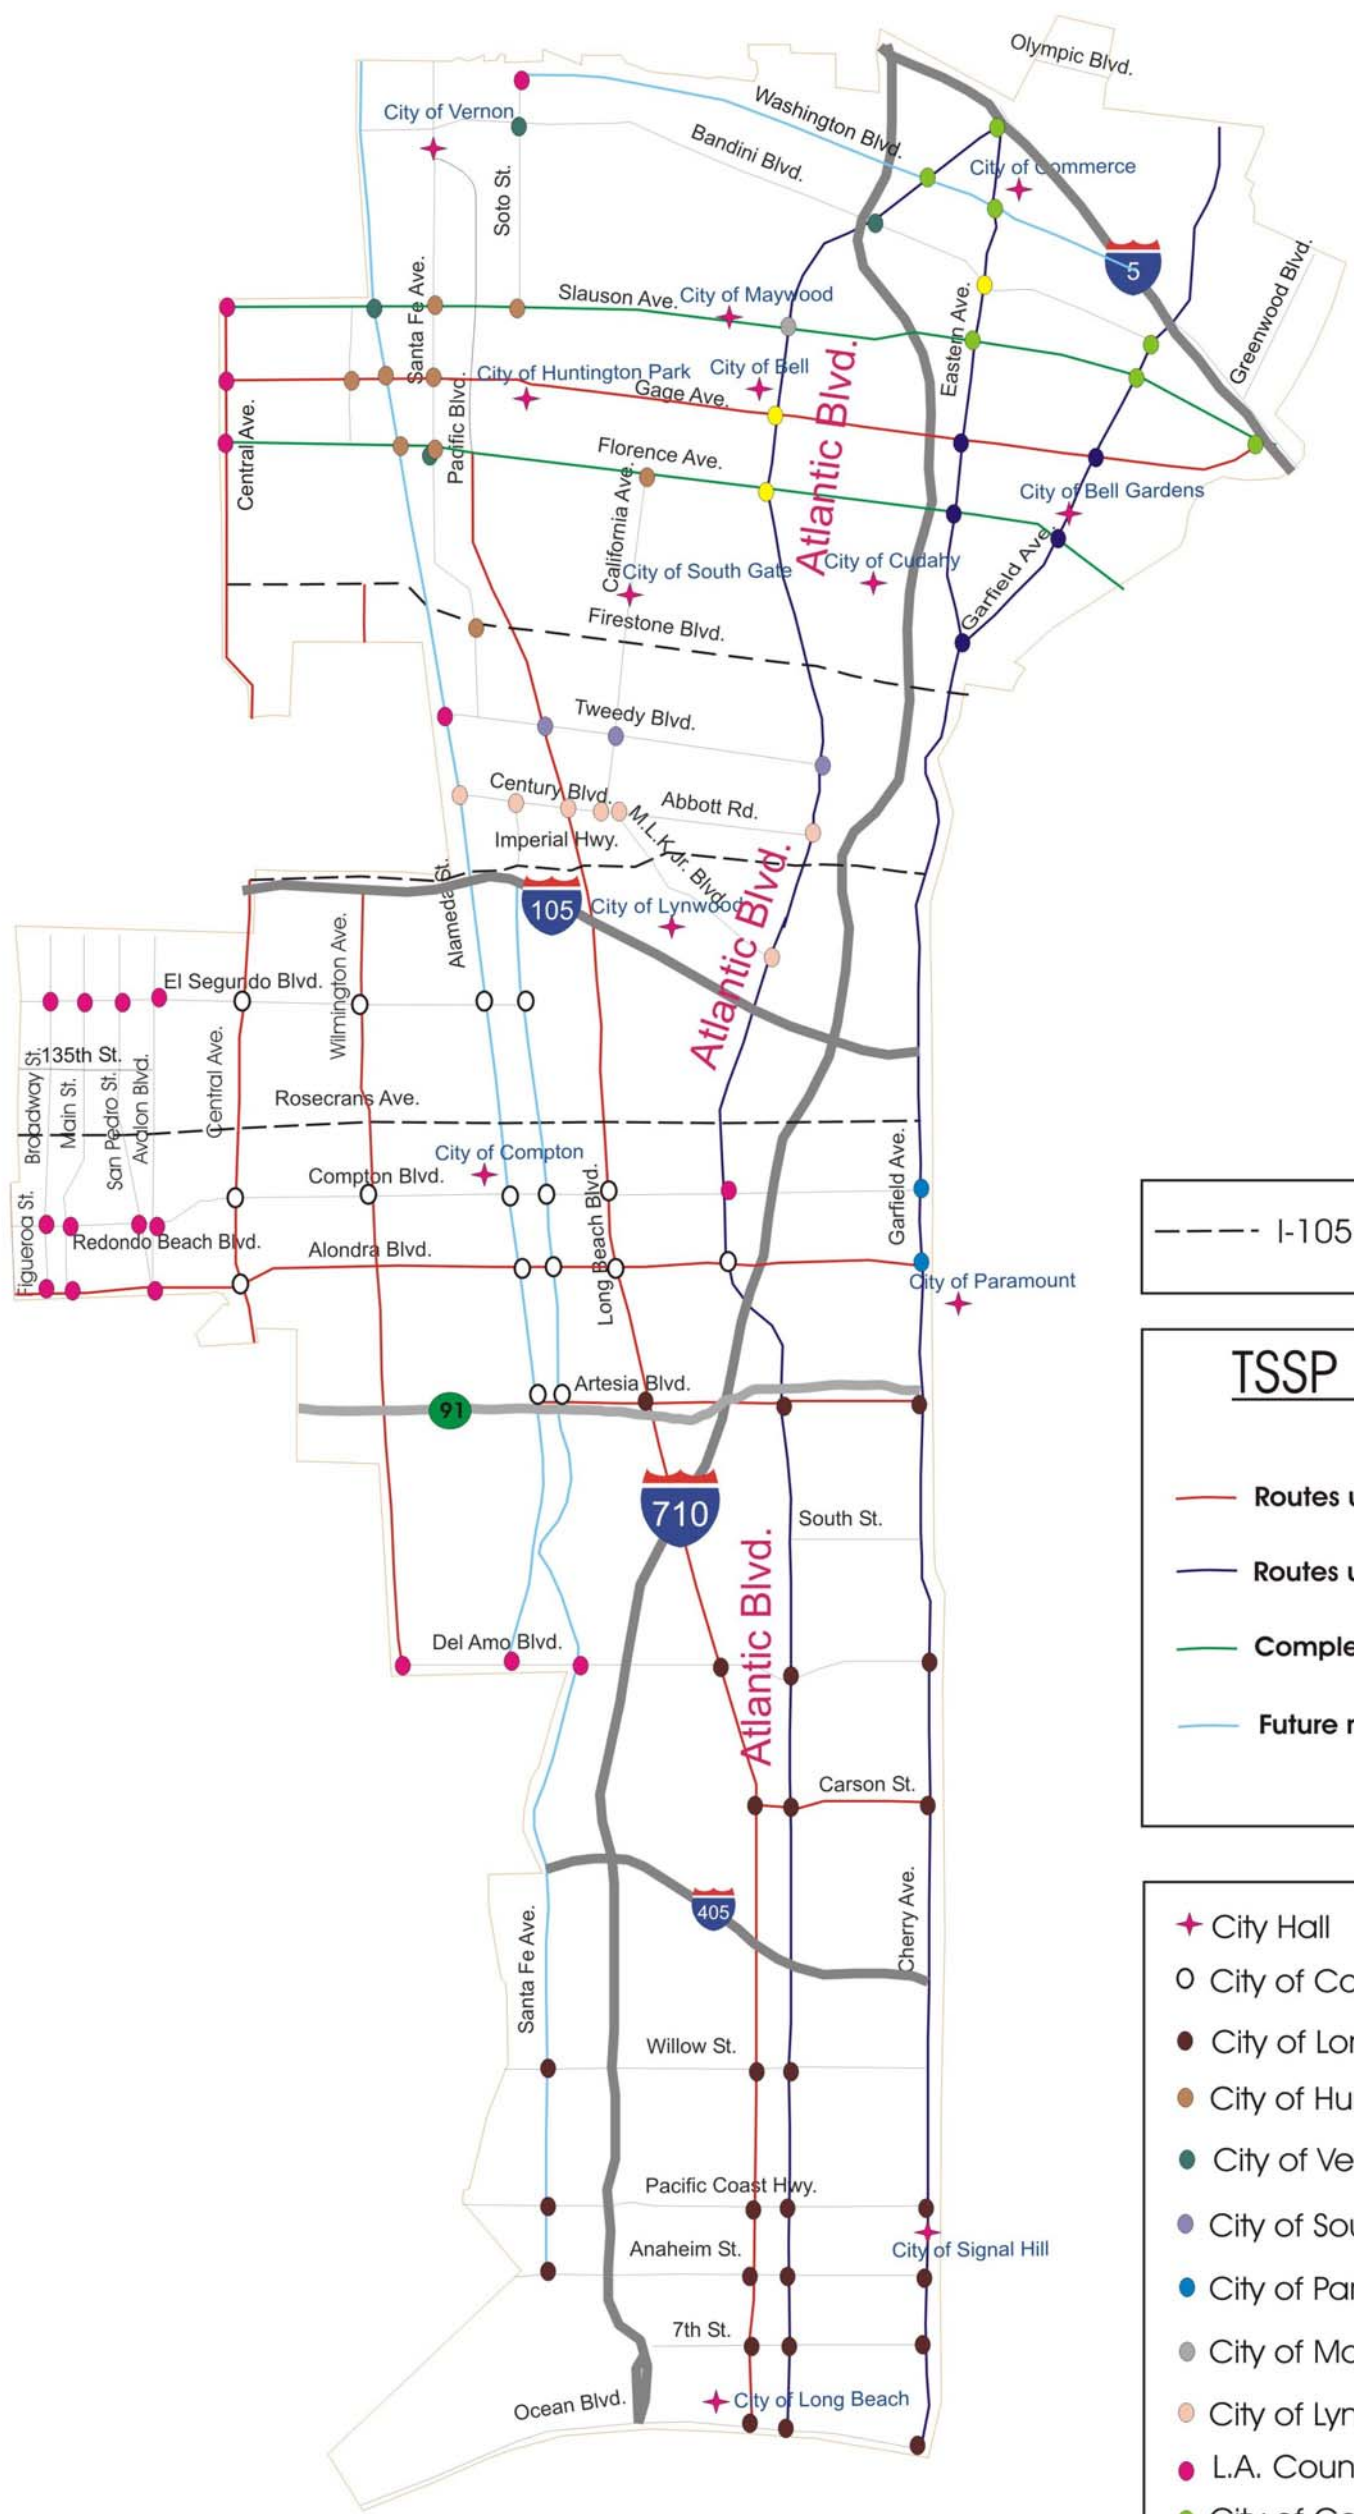 Olympic Blvd.
Washington Blvd.
City of Vernon
Bandini Blvd.
City of Commerce
Soto St.
5
Greenwood Blvd.
Santa Fe Ave.
Slauson Ave.
City of Maywood
Eastern Ave.
City of Huntington Park
City of Bell
Gage Ave.
Atlantic Blvd.
Pacific Blvd.
Central Ave.
Florence Ave.
California Ave.
City of Bell Gardens
City of South Gate
City of Cudahy
Garfield Ave.
Firestone Blvd.
Tweedy Blvd.
Century Blvd.
Abbott Rd.
M.L.K Jr. Blvd.
Imperial Hwy.
Atlantic Blvd.
Alameda St.
105
City of Lynwood
Wilmington Ave.
El Segundo Blvd.
Central Ave.
135th St.
Broadway St.
Main St.
San Pedro St.
Avalon Blvd.
Rosecrans Ave.
City of Compton
Compton Blvd.
Garfield Ave.
Long Beach Blvd.
Figueroa St.
Redondo Beach Blvd.
Alondra Blvd.
City of Paramount
Artesia Blvd.
91
710
South St.
Atlantic Blvd.
Del Amo Blvd.
Carson St.
405
Cherry Ave.
Santa Fe Ave.
Willow St.
Pacific Coast Hwy.
City of Signal Hill
Anaheim St.
7th St.
Ocean Blvd.
City of Long Beach
I-105
TSSP
Routes u
Routes u
Comple
Future r
City Hall
City of Co
City of Lon
City of Hu
City of Ve
City of Sou
City of Par
City of Ma
City of Lyn
L.A. Coun